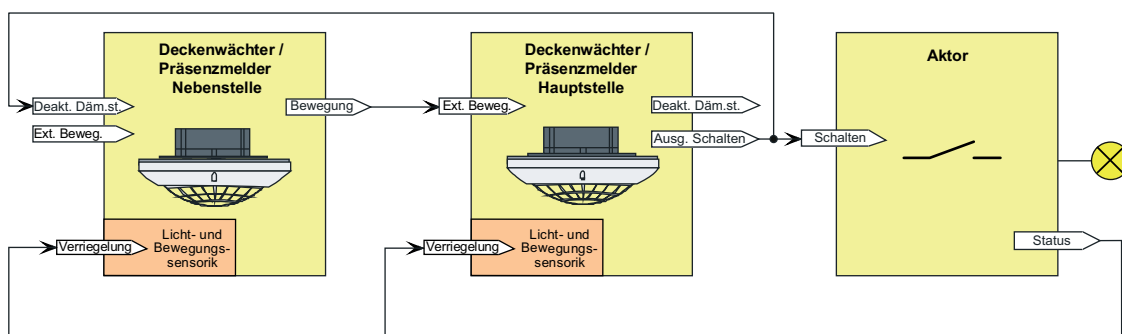 Deckenwächter /
Präsenzmelder
Nebenstelle
Deakt. Däm.st.
Ext. Beweg.
Bewegung
Verriegelung
Licht- und
Bewegungs-
sensorik
Deckenwächter /
Präsenzmelder
Hauptstelle
Ext. Beweg.
Deakt. Däm.st.
Ausg. Schalten
Verriegelung
Licht- und
Bewegungs-
sensorik
Aktor
Schalten
Status